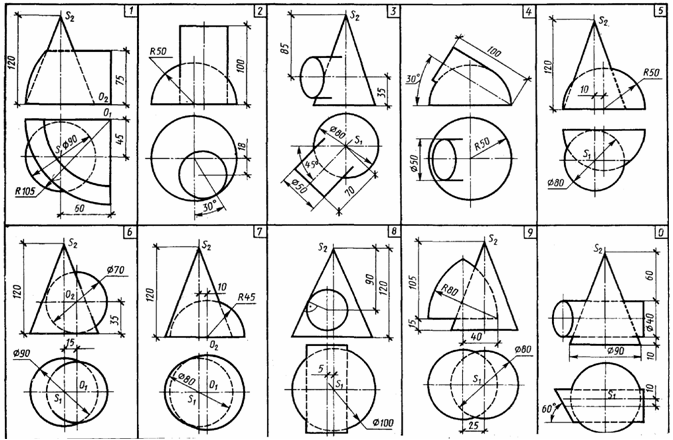 1
S₂
120
75
O₂
O₁
45
S₁
Ø90
R105
60
2
R50
100
18
30°
3
S₂
85
35
Ø80
S₁
45°
Ø50
70
4
100
30°
R50
Ø50
5
S₂
120
10
R50
S₁
Ø80
6
S₂
120
Ø70
O₂
35
Ø90
15
O₁
S₁
7
S₂
120
10
R45
O₂
Ø80
O₁
S₁
8
S₂
90
120
5
S₁
Ø100
9
S₂
105
R80
15
40
Ø80
S₁
25
0
S₂
60
Ø40
Ø90
10
10
S₁
60°